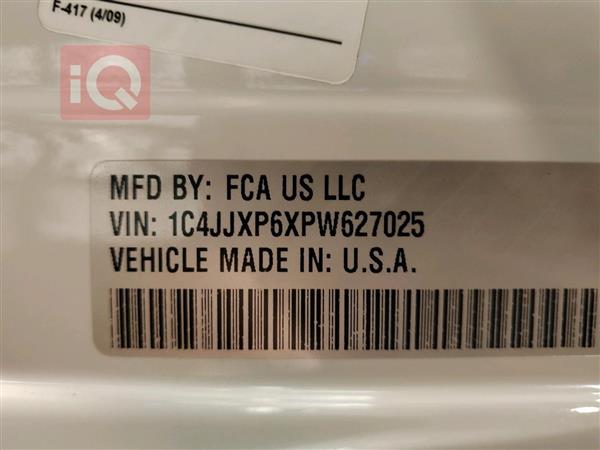 F-417 (4/09)
iQ
MFD BY: FCA US LLC
VIN: 1C4JJXP6XPW627025
VEHICLE MADE IN: U.S.A.